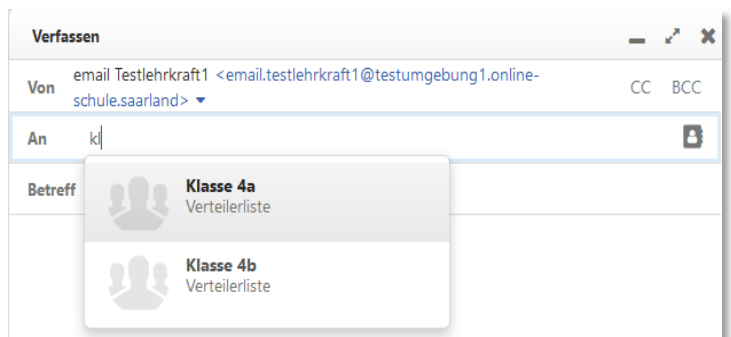 Verfassen
Von email Testlehrkraft1 <email.testlehrkraft1@testumgebung1.online-
schule.saarland> CC BCC
An kl
Betreff
Klasse 4a
Verteilerliste
Klasse 4b
Verteilerliste